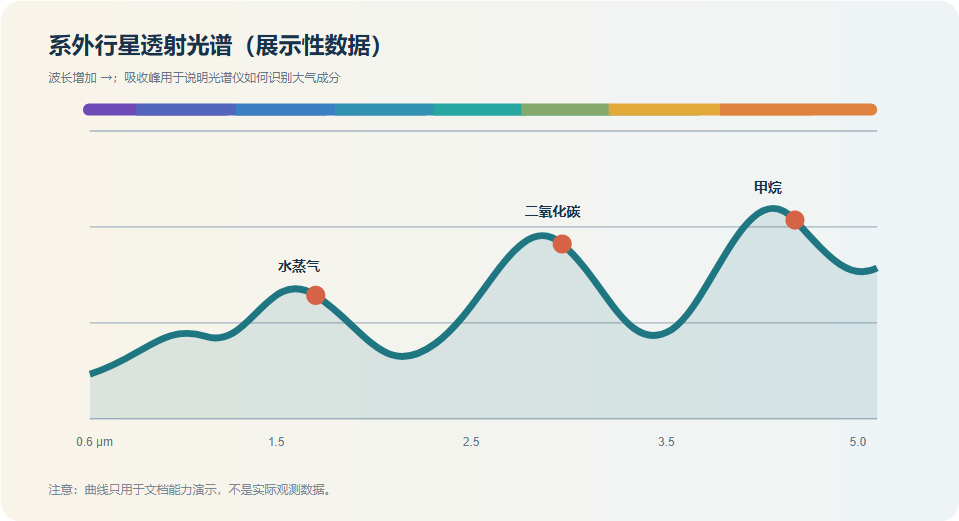 系外行星透射光谱（展示性数据）
波长增加 →；吸收峰用于说明光谱仪如何识别大气成分
甲烷
二氧化碳
水蒸气
0.6 μm 1.5 2.5 3.5 5.0
注意：曲线只用于文档能力演示，不是实际观测数据。